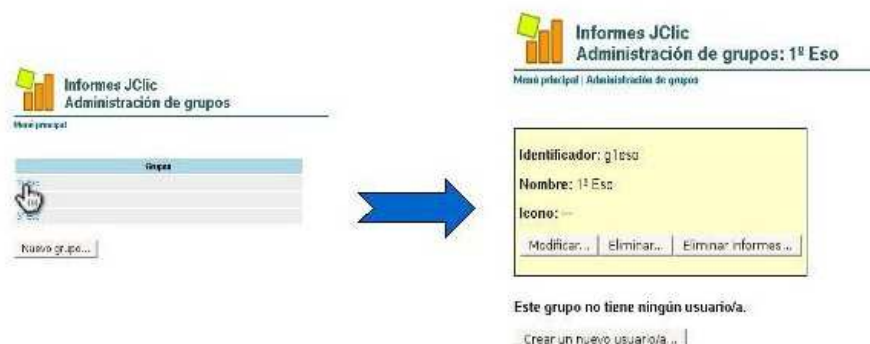 Informes JClic
Administración de grupos
Menú principal
Grupos
Nuevo grupo...
Informes JClic
Administración de grupos: 1º Eso
Menú principal | Administración de grupos
Identificador: g1eso
Nombre: 1º Eso
Icono: --
Modificar... Eliminar... Eliminar informes...
Este grupo no tiene ningún usuario/a.
Crear un nuevo usuario/a...